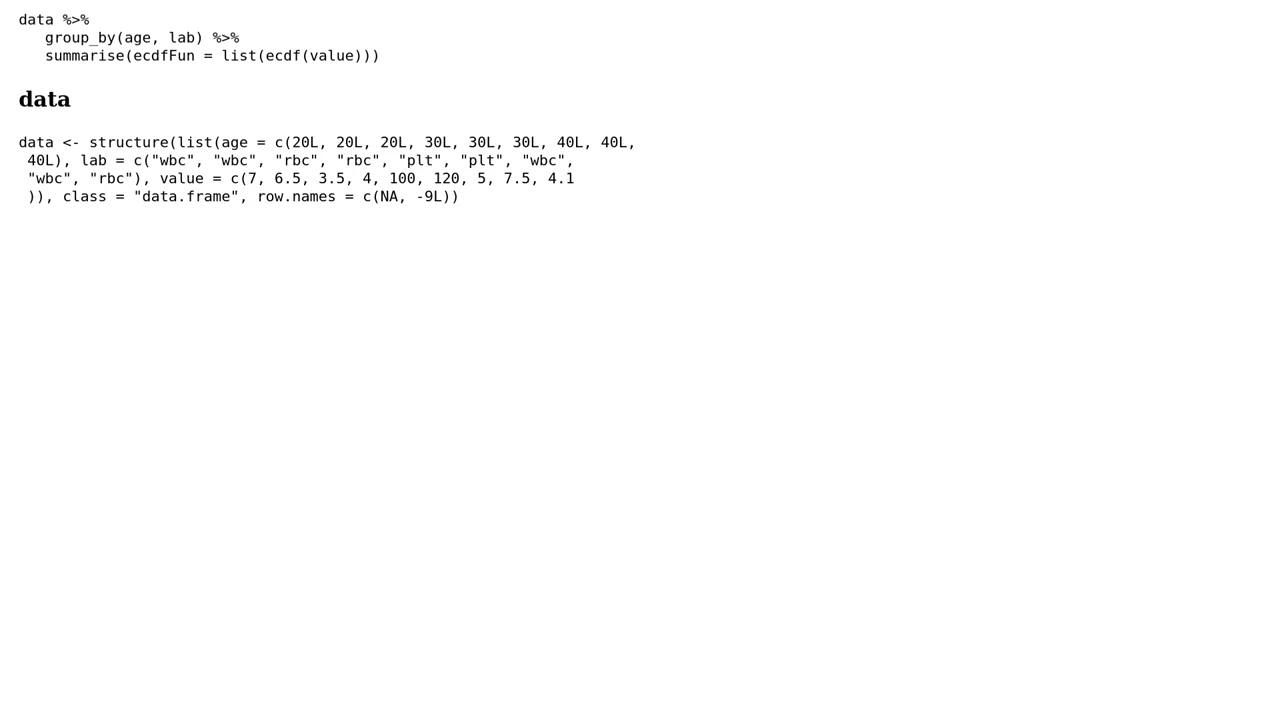 data %>%
   group_by(age, lab) %>%
   summarise(ecdfFun = list(ecdf(value)))
data
data <- structure(list(age = c(20L, 20L, 20L, 30L, 30L, 30L, 40L, 40L,
 40L), lab = c("wbc", "wbc", "rbc", "rbc", "plt", "plt", "wbc",
 "wbc", "rbc"), value = c(7, 6.5, 3.5, 4, 100, 120, 5, 7.5, 4.1
 )), class = "data.frame", row.names = c(NA, -9L))